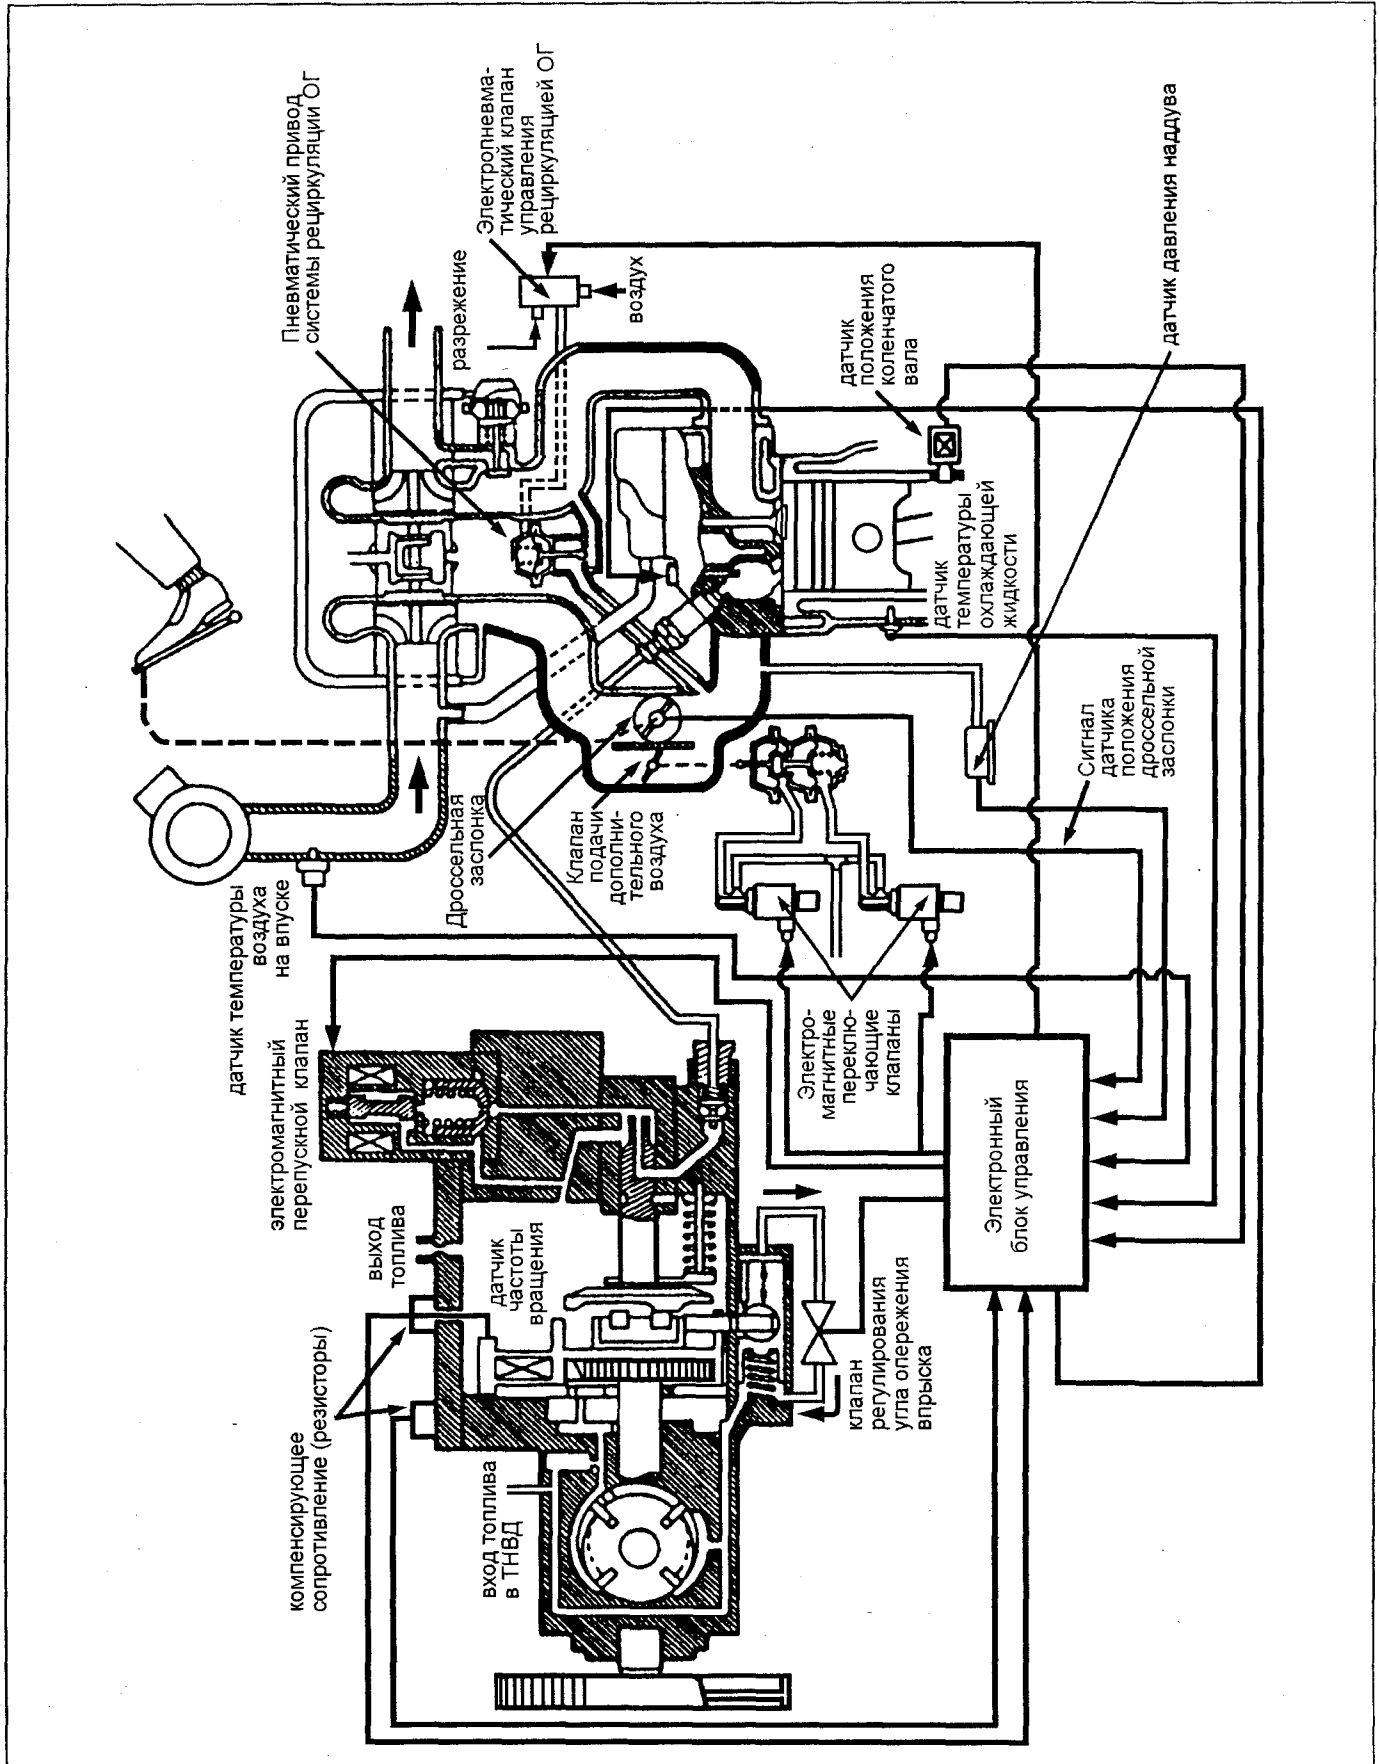 Пневматический привод
системы рециркуляции ОГ
разрежение
Электропневма-
тический клапан
управления
рециркуляцией ОГ
воздух
датчик
положения
коленчатого
вала
датчик давления наддува
датчик
температуры
охлаждающей
жидкости
Сигнал
датчика
положения
дроссельной
заслонки
датчик температуры
воздуха
на впуске
Дроссельная
заслонка
Клапан
подачи
дополни-
тельного
воздуха
электромагнитный
перепускной клапан
Электро-
магнитные
переклю-
чающие
клапаны
выход
топлива
датчик
частоты
вращения
Электронный
блок управления
клапан
регулирования
угла опережения
впрыска
компенсирующее
сопротивление (резисторы)
вход топлива
в ТНВД